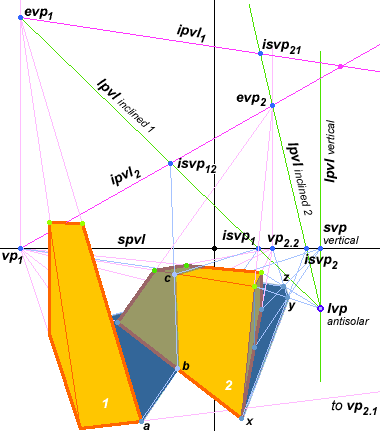 evp1
ipvl1
isvp21
lpvl inclined 1
evp2
lpvl vertical
isvp12
lpvl inclined 2
ipvl2
spvl
isvp1
vp2.2
svp
vertical
vp1
isvp2
c
z
y
lvp
antisolar
b
1
2
a
x
to vp2.1